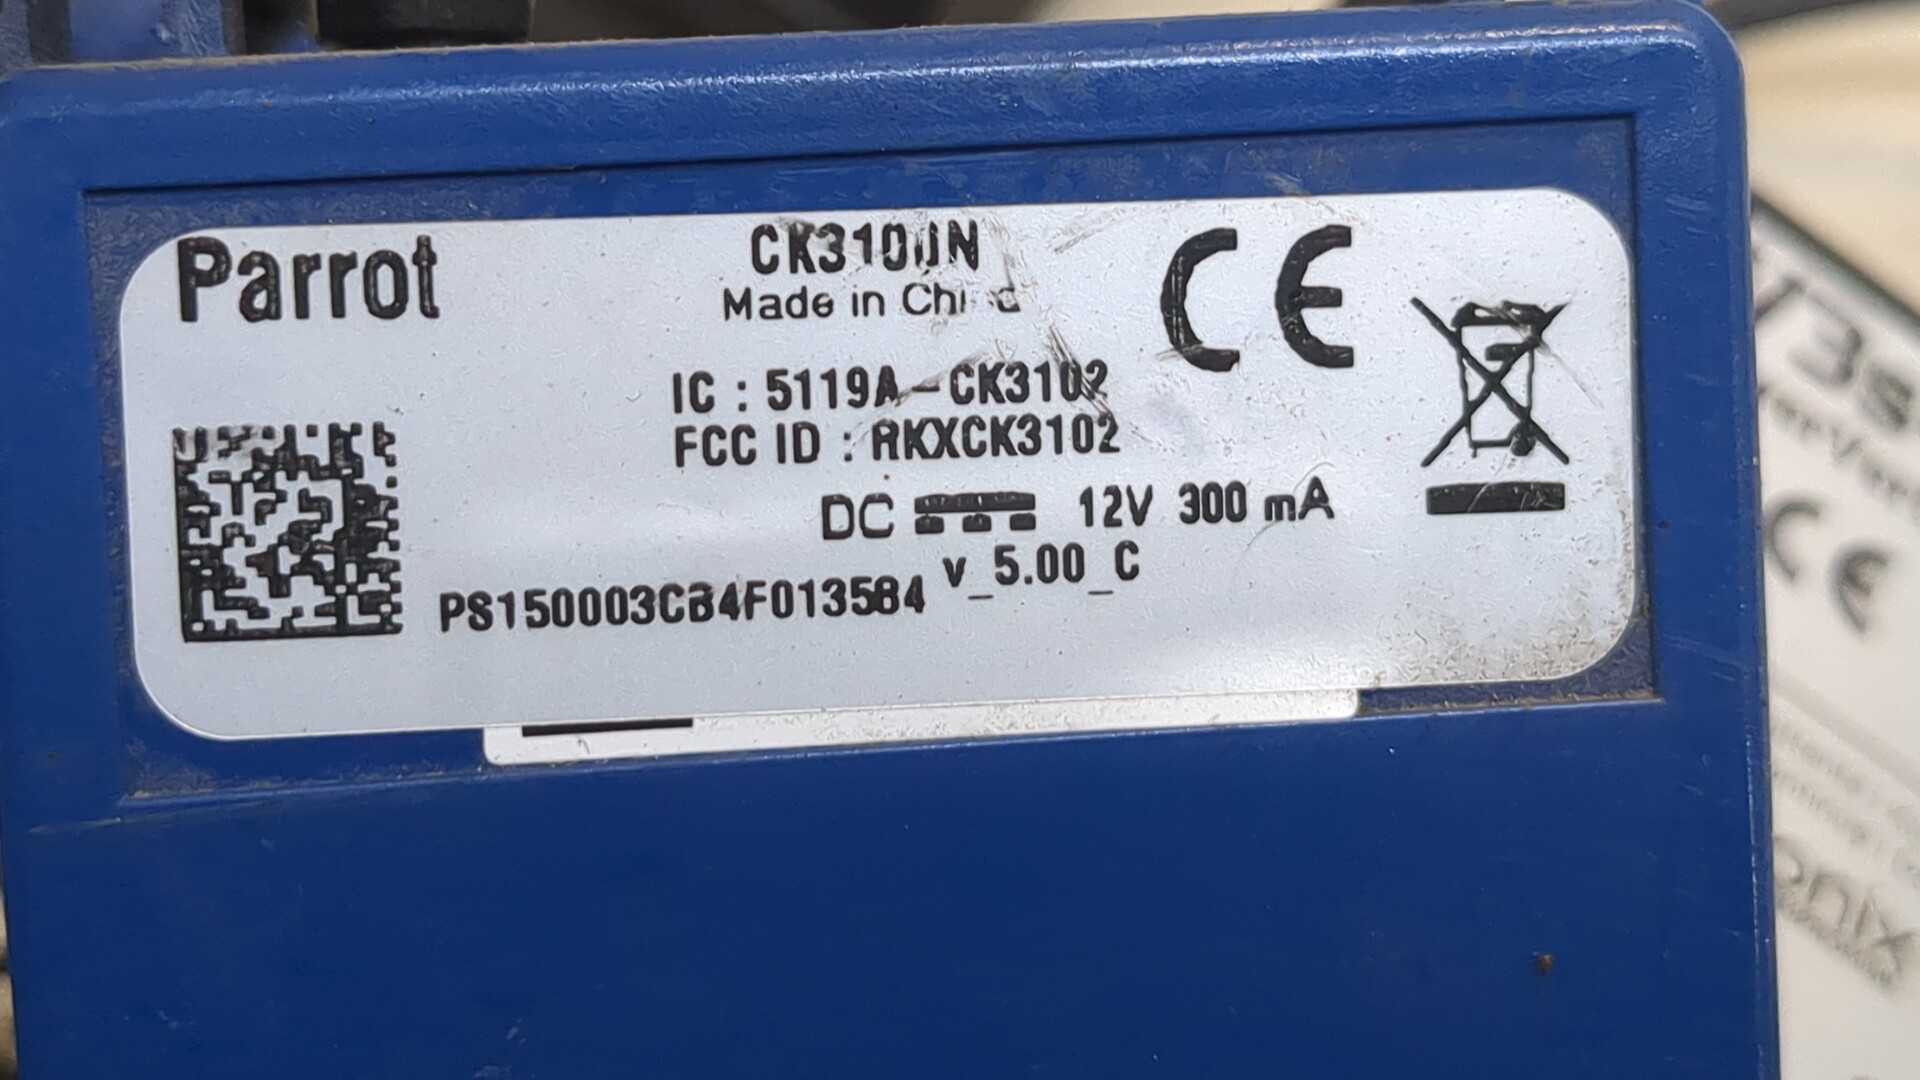 Parrot
CK3100N
Made in China
CE
IC : 5119A-CK3102
FCC ID : RKXCK3102
DC 12V 300 mA
v_5.00_C
PS150003CB4F013584
CE